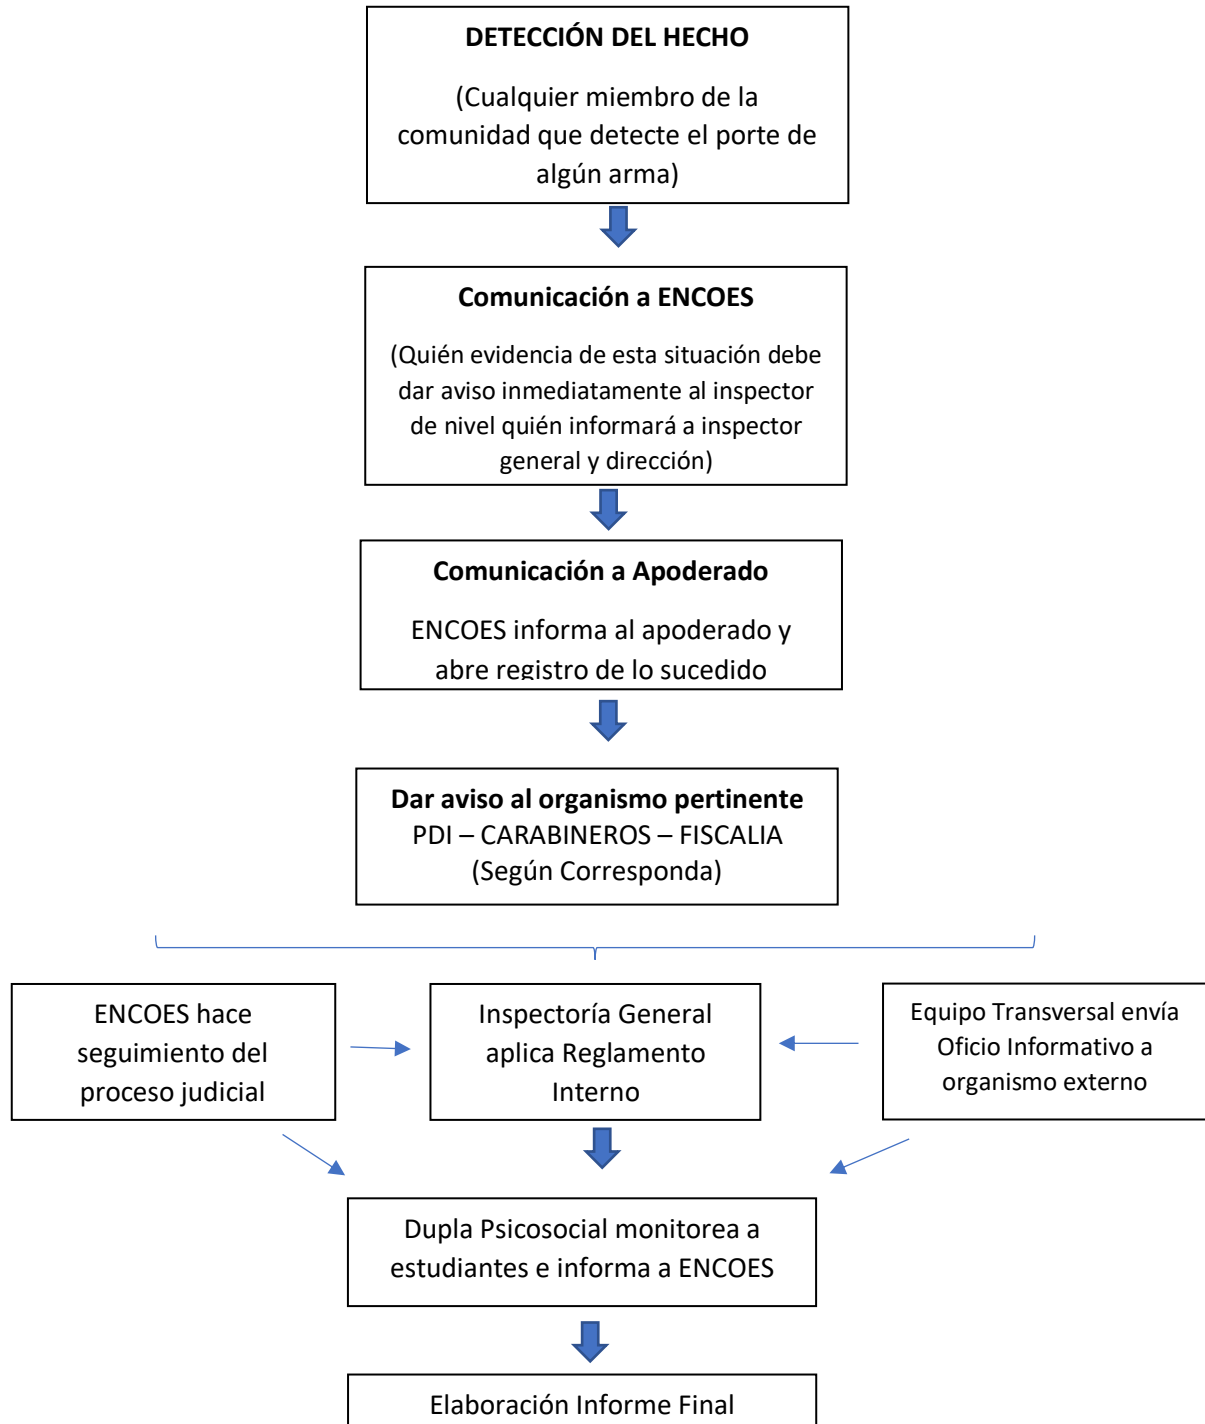 DETECCIÓN DEL HECHO
(Cualquier miembro de la
comunidad que detecte el porte de
algún arma)
Comunicación a ENCOES
(Quién evidencia de esta situación debe
dar aviso inmediatamente al inspector
de nivel quién informará a inspector
general y dirección)
Comunicación a Apoderado
ENCOES informa al apoderado y
abre registro de lo sucedido
Dar aviso al organismo pertinente
PDI – CARABINEROS – FISCALIA
(Según Corresponda)
ENCOES hace
seguimiento del
proceso judicial
Inspectoría General
aplica Reglamento
Interno
Equipo Transversal envía
Oficio Informativo a
organismo externo
Dupla Psicosocial monitorea a
estudiantes e informa a ENCOES
Elaboración Informe Final